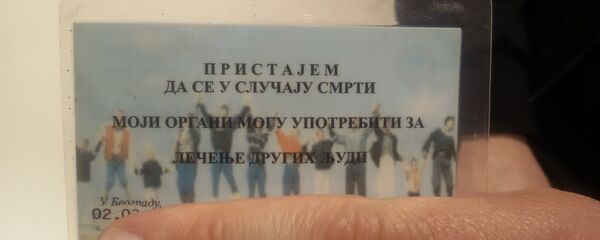 ПРИСТАЈЕМ
ДА СЕ У СЛУЧАЈУ СМРТИ
МОЈИ ОРГАНИ МОГУ УПОТРЕБИТИ ЗА
ЛЕЧЕЊЕ ДРУГИХ ЉУДИ
У Београду,
02.0